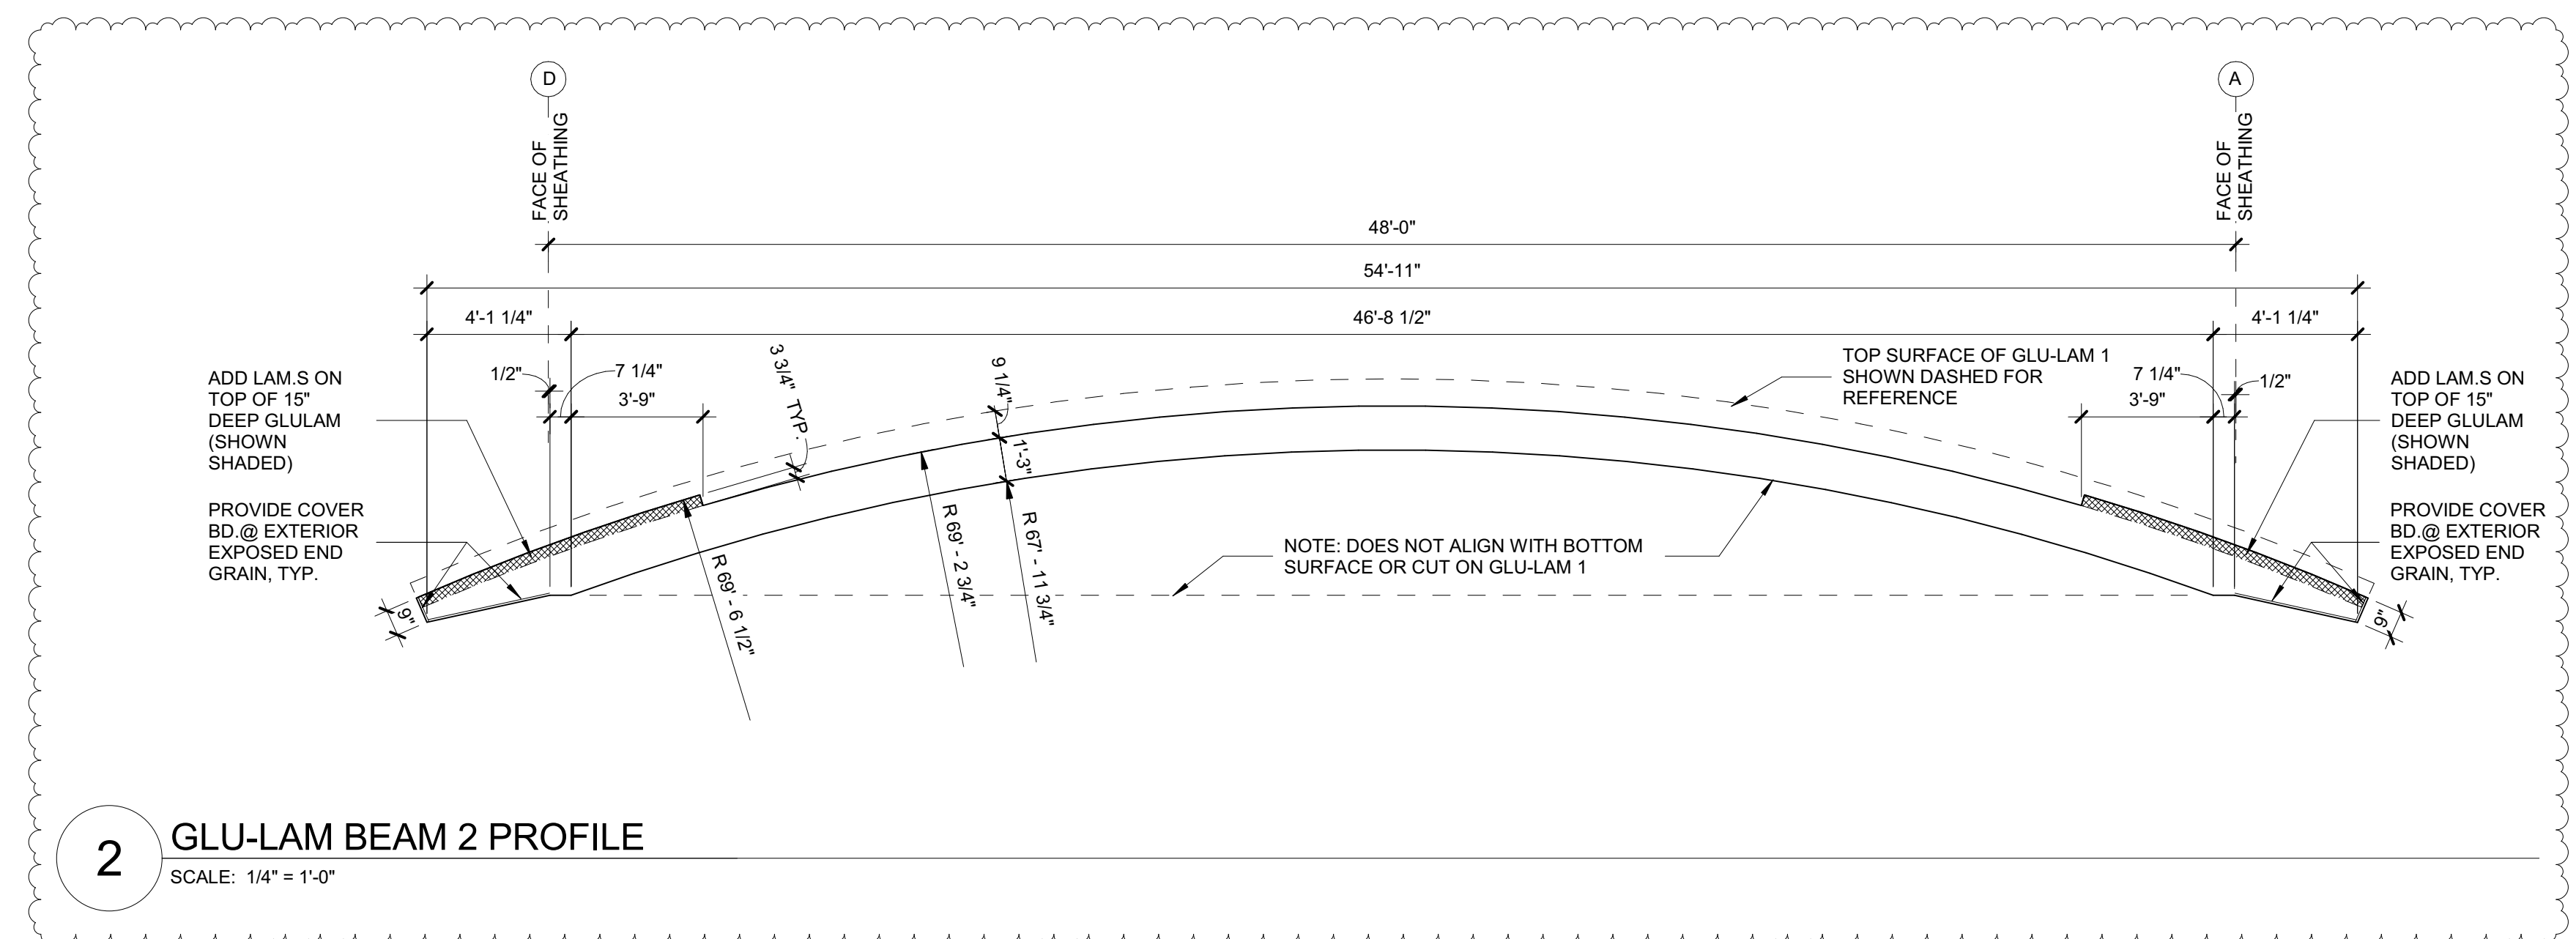 D
A
FACE OF
SHEATHING
FACE OF
SHEATHING
48'-0"
54'-11"
4'-1 1/4"
46'-8 1/2"
4'-1 1/4"
1/2"
7 1/4"
3'-9"
3 3/4" TYP.
9 1/4"
1'-3"
TOP SURFACE OF GLU-LAM 1
SHOWN DASHED FOR
REFERENCE
7 1/4"
1/2"
3'-9"
ADD LAM.S ON
TOP OF 15"
DEEP GLULAM
(SHOWN
SHADED)
PROVIDE COVER
BD.@ EXTERIOR
EXPOSED END
GRAIN, TYP.
9"
R 69' - 6 1/2"
R 69' - 2 3/4"
R 67' - 11 3/4"
NOTE: DOES NOT ALIGN WITH BOTTOM
SURFACE OR CUT ON GLU-LAM 1
ADD LAM.S ON
TOP OF 15"
DEEP GLULAM
(SHOWN
SHADED)
PROVIDE COVER
BD.@ EXTERIOR
EXPOSED END
GRAIN, TYP.
9"
2
GLU-LAM BEAM 2 PROFILE
SCALE: 1/4" = 1'-0"